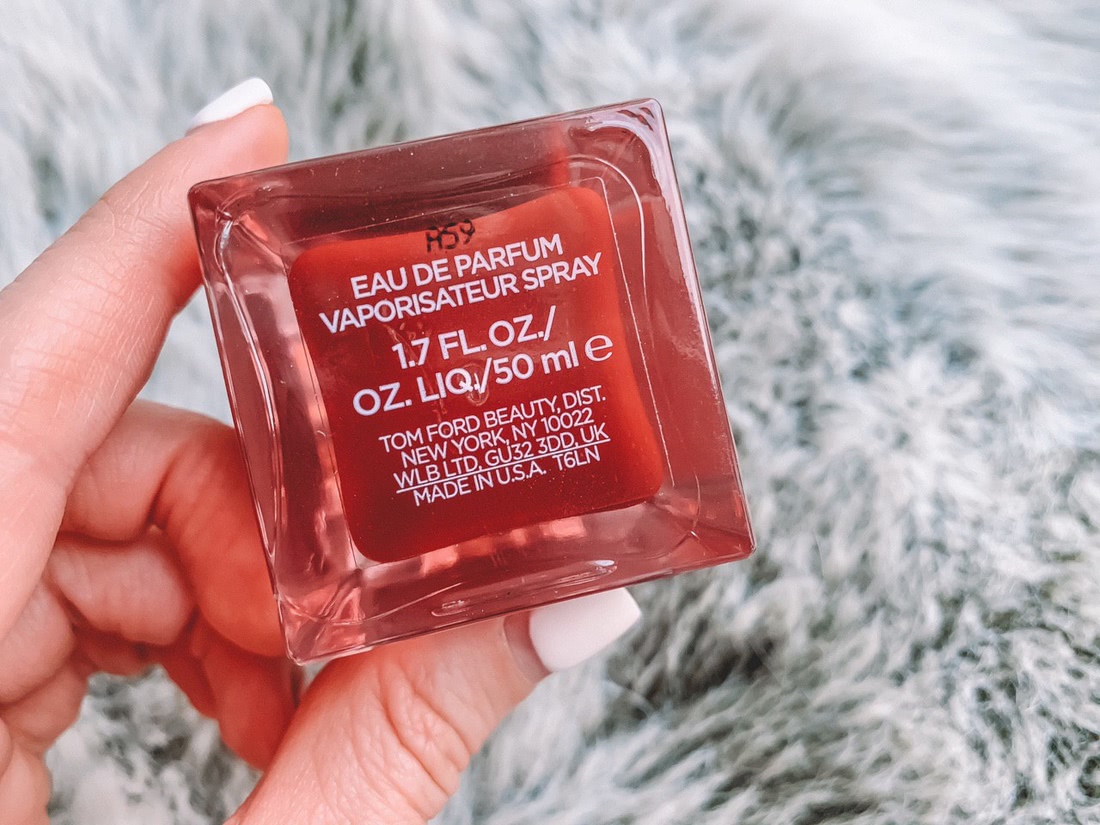 A59
EAU DE PARFUM
VAPORISATEUR SPRAY
1.7 FL. OZ./
OZ. LIQ./50 ml e
TOM FORD BEAUTY, DIST.
NEW YORK, NY 10022
WLB LTD, GU32 3DD, UK
MADE IN U.S.A. T6LN